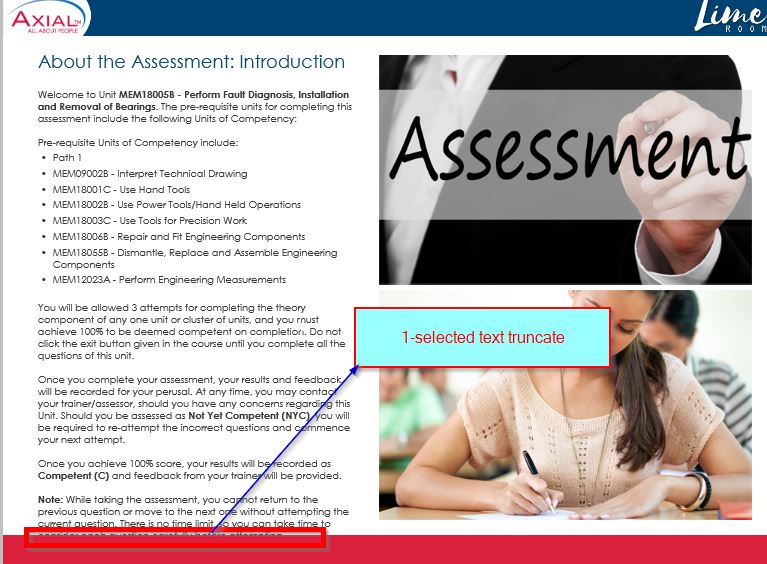 AXIAL™
ALL ABOUT PEOPLE
Lime
ROOM
About the Assessment: Introduction
Welcome to Unit MEM18005B - Perform Fault Diagnosis, Installation
and Removal of Bearings. The pre-requisite units for completing this
assessment include the following Units of Competency:
Pre-requisite Units of Competency include:
• Path 1
• MEM09002B - Interpret Technical Drawing
• MEM18001C - Use Hand Tools
• MEM18002B - Use Power Tools/Hand Held Operations
• MEM18003C - Use Tools for Precision Work
• MEM18006B - Repair and Fit Engineering Components
• MEM18055B - Dismantle, Replace and Assemble Engineering
Components
• MEM12023A - Perform Engineering Measurements
You will be allowed 3 attempts for completing the theory
component of any one unit or cluster of units, and you must
achieve 100% to be deemed competent on completion. Do not
click the exit button given in the course until you complete all the
questions of this unit.
Once you complete your assessment, your results and feedback
will be recorded for your perusal. At any time, you may contact
your trainer/assessor, should you have any concerns regarding this
Unit. Should you be assessed as Not Yet Competent (NYC), you will
be required to re-attempt the incorrect questions and commence
your next attempt.
Once you achieve 100% score, your results will be recorded as
Competent (C) and feedback from your trainer will be provided.
Note: While taking the assessment, you cannot return to the
previous question or move to the next one without attempting the
current question. There is no time limit, so you can take time to
consider each question carefully before attempting.
Assessment
1-selected text truncate